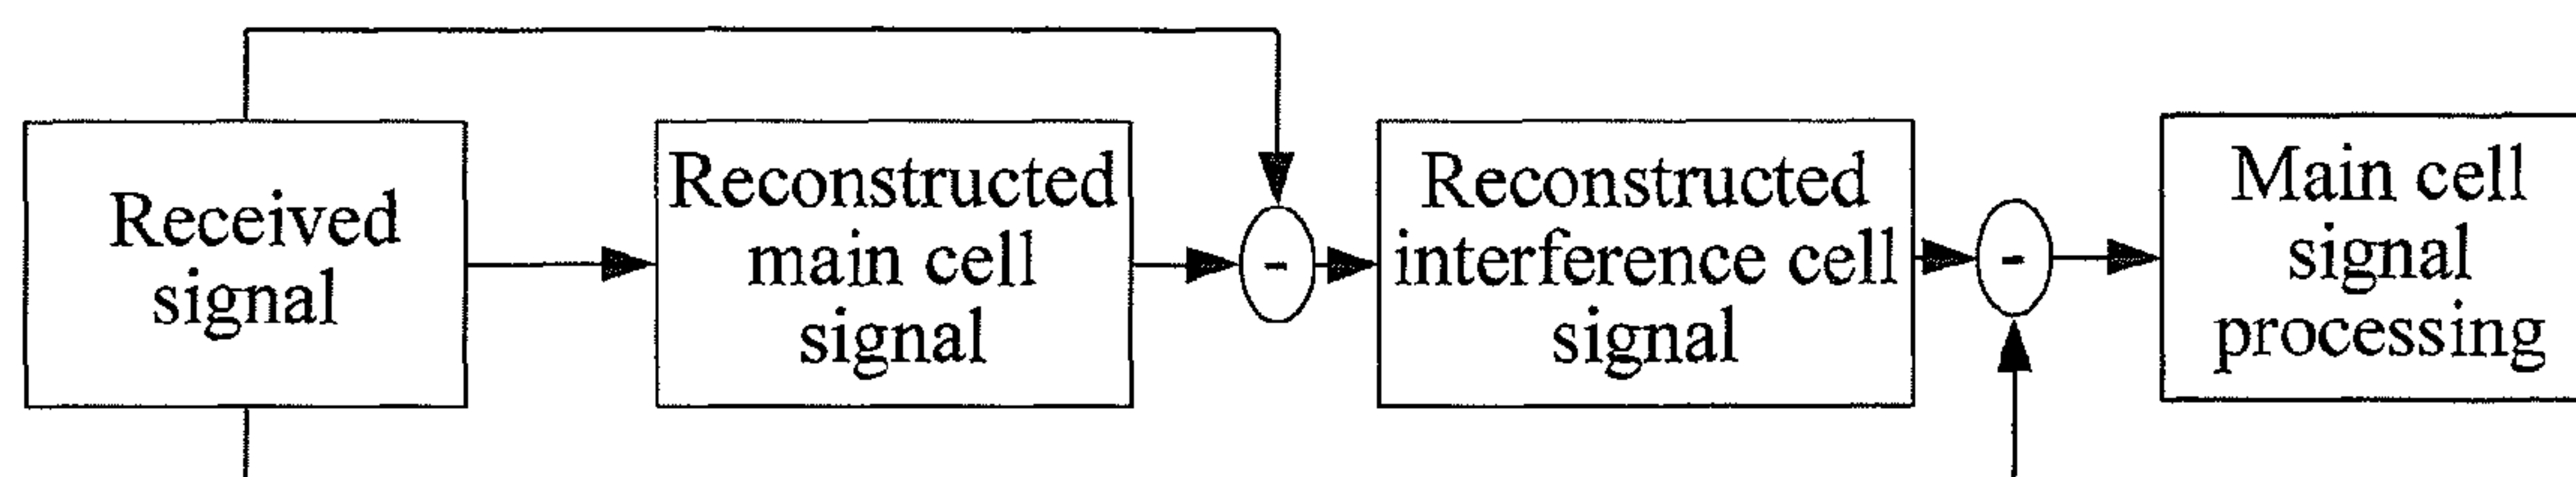 Received
signal
Reconstructed
main cell
signal
-
Reconstructed
interference cell
signal
-
Main cell
signal
processing